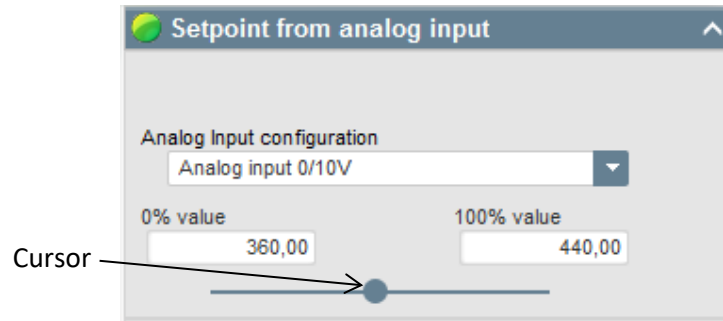 Setpoint from analog input
Analog Input configuration
Analog input 0/10V
0% value 100% value
360,00 440,00
Cursor